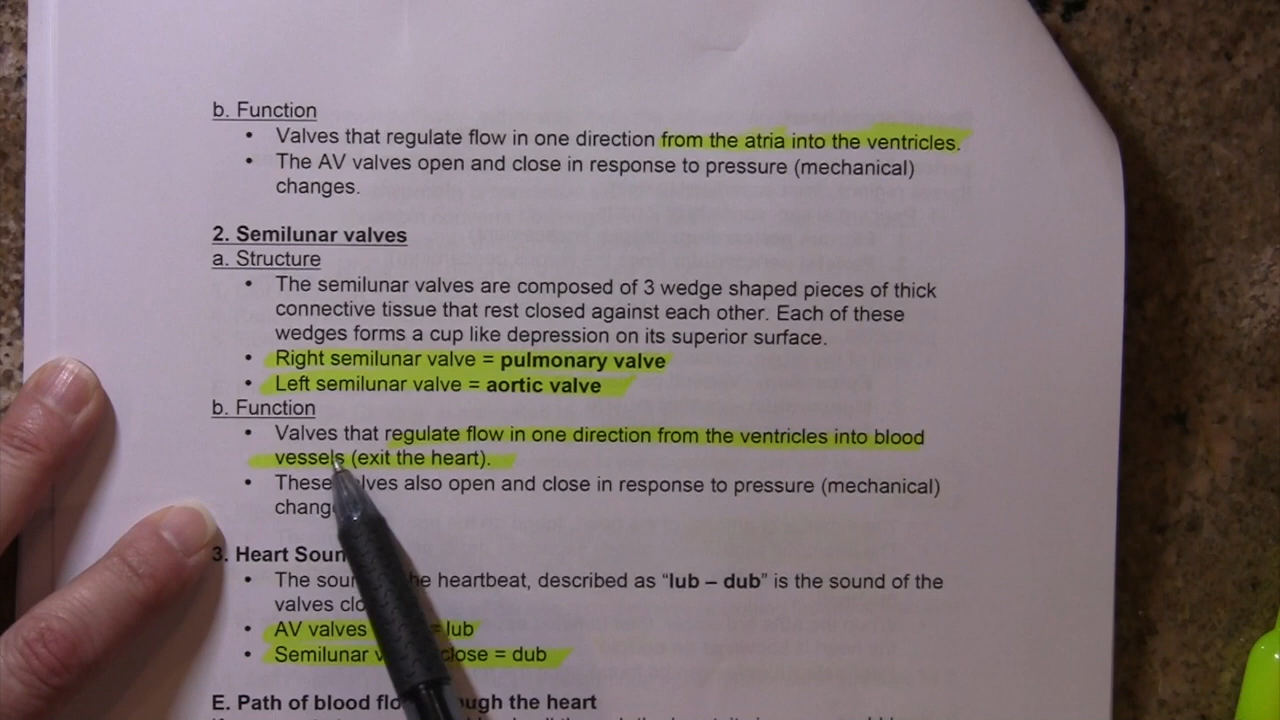 b. Function
• Valves that regulate flow in one direction from the atria into the ventricles.
• The AV valves open and close in response to pressure (mechanical)
changes.
2. Semilunar valves
a. Structure
• The semilunar valves are composed of 3 wedge shaped pieces of thick
connective tissue that rest closed against each other. Each of these
wedges forms a cup like depression on its superior surface.
• Right semilunar valve = pulmonary valve
• Left semilunar valve = aortic valve
b. Function
• Valves that regulate flow in one direction from the ventricles into blood
vessels (exit the heart).
• These alves also open and close in response to pressure (mechanical)
chang
3. Heart Soun
• The soun he heartbeat, described as “lub – dub” is the sound of the
valves clo
• AV valves = lub
• Semilunar v close = dub
E. Path of blood flo ugh the heart